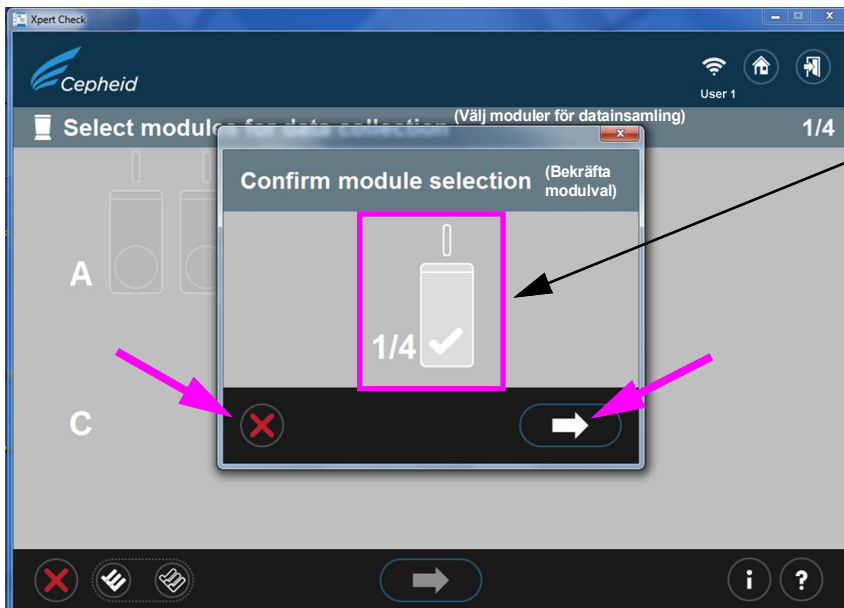 Xpert Check
Cepheid
User 1
Select modules for data collection (Välj moduler för datainsamling) 1/4
Confirm module selection (Bekräfta modulval)
A
1/4
C
i ?